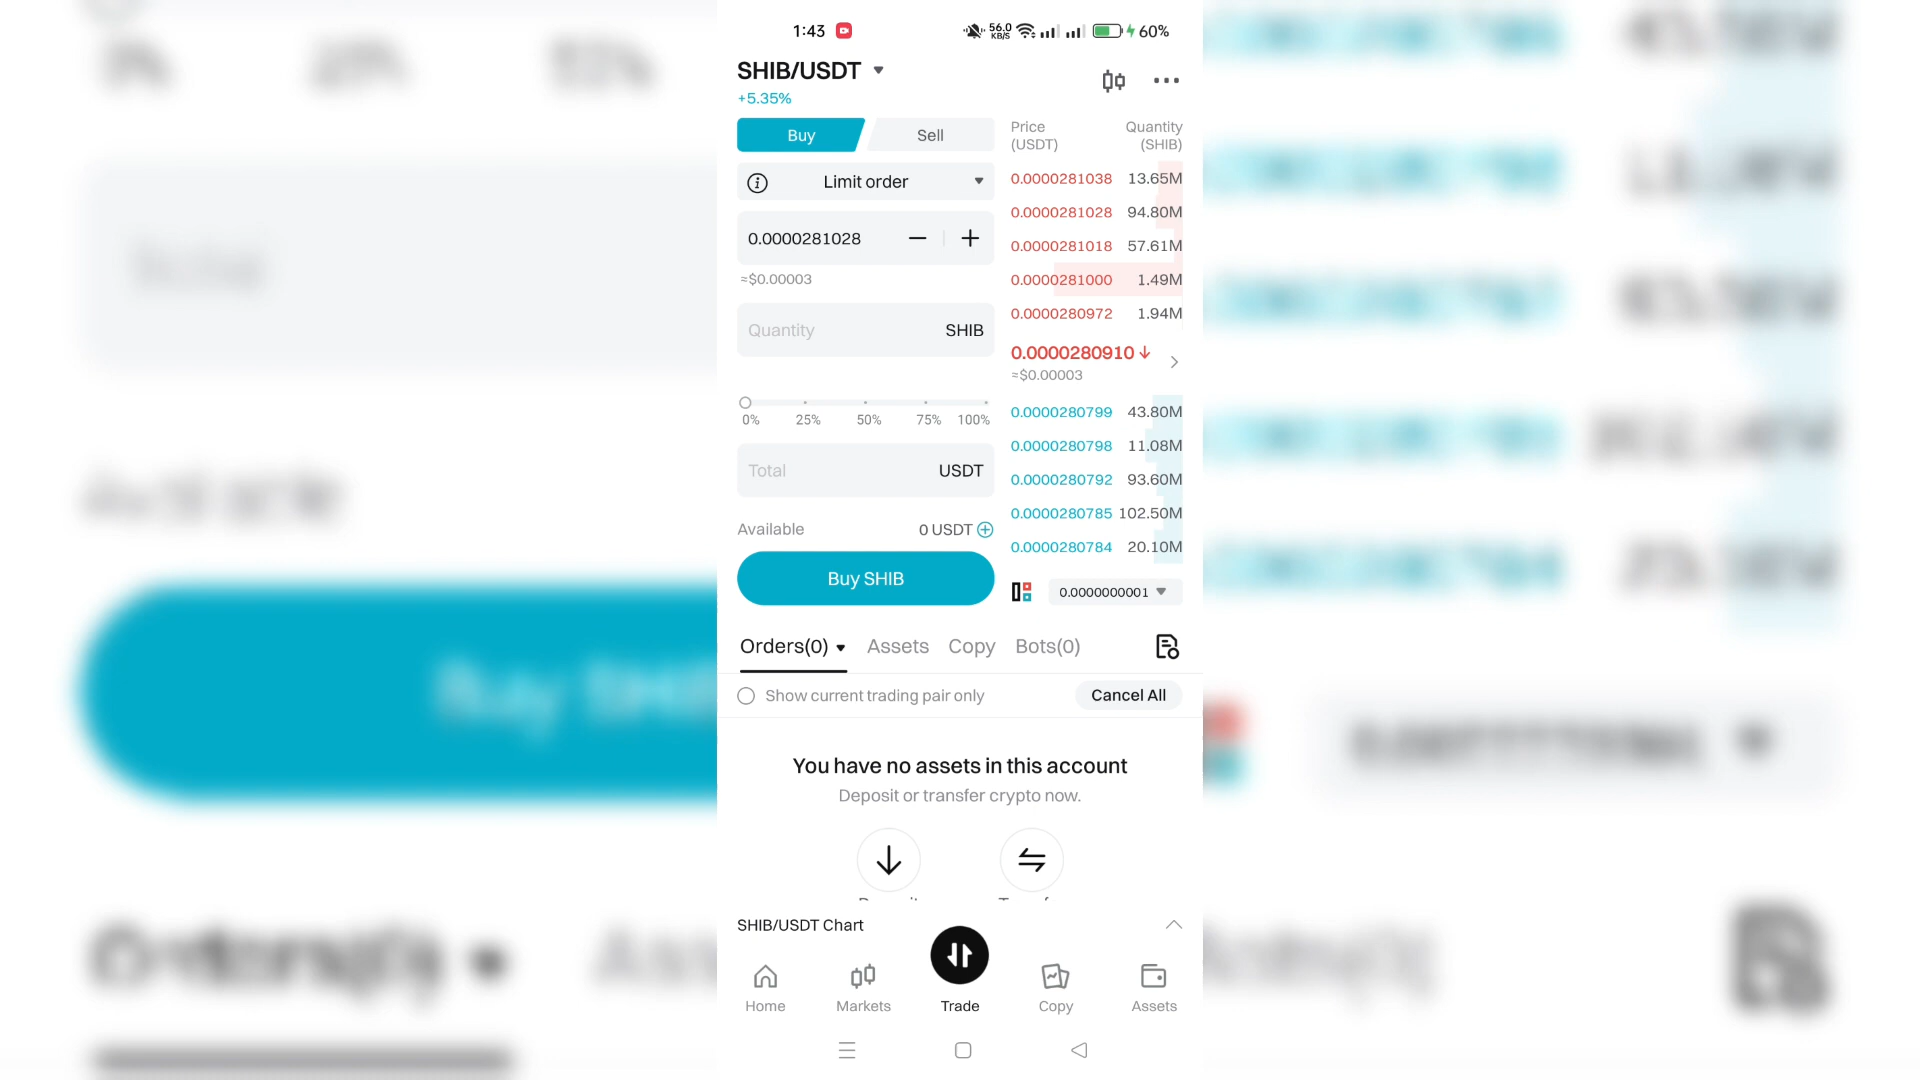 1:43
56.0 KB/S
60%
SHIB/USDT
+5.35%
Buy
Sell
Limit order
0.0000281028
≈$0.00003
Quantity SHIB
0% 25% 50% 75% 100%
Total USDT
Available 0 USDT
Buy SHIB
Price Quantity
(USDT) (SHIB)
0.0000281038 13.65M
0.0000281028 94.80M
0.0000281018 57.61M
0.0000281000 1.49M
0.0000280972 1.94M
0.0000280910
≈$0.00003
0.0000280799 43.80M
0.0000280798 11.08M
0.0000280792 93.60M
0.0000280785 102.50M
0.0000280784 20.10M
0.0000000001
Orders(0) Assets Copy Bots(0)
Show current trading pair only Cancel All
You have no assets in this account
Deposit or transfer crypto now.
SHIB/USDT Chart
Home Markets Trade Copy Assets